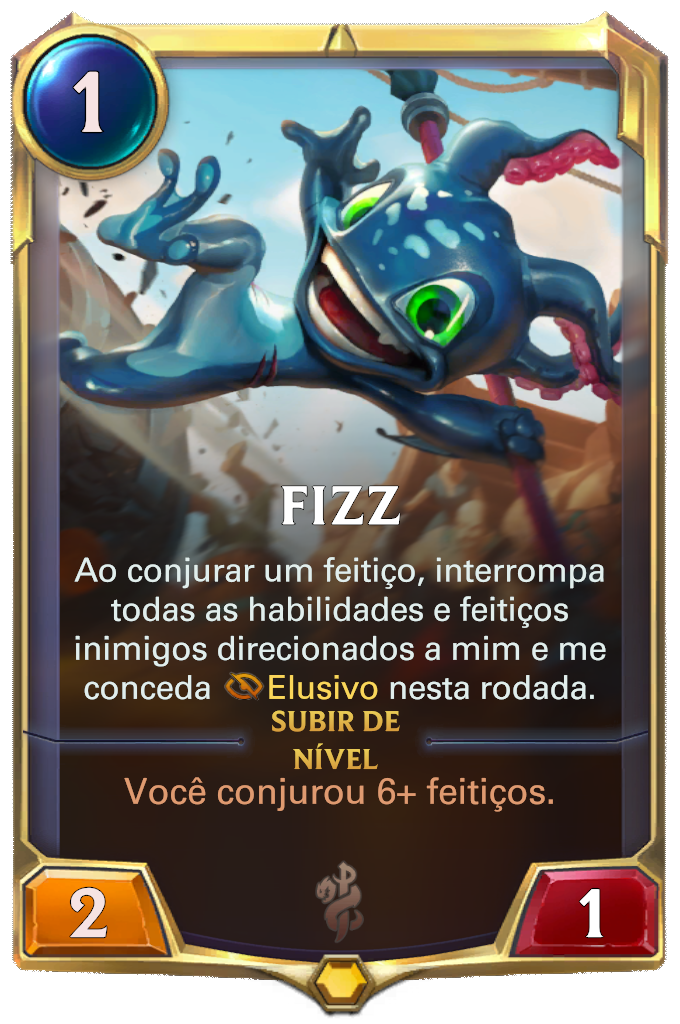 1
FIZZ
Ao conjurar um feitiço, interrompa
todas as habilidades e feitiços
inimigos direcionados a mim e me
conceda Elusivo nesta rodada.
SUBIR DE
NÍVEL
Você conjurou 6+ feitiços.
2
1